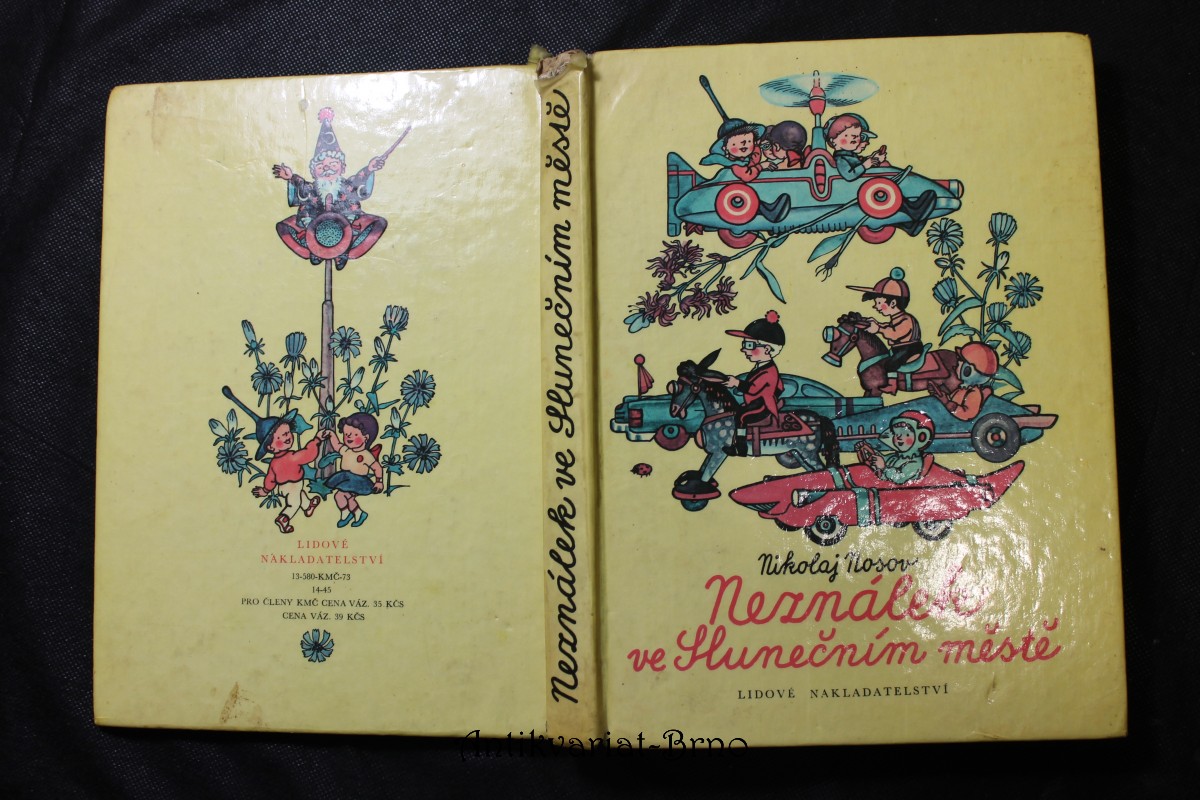 LIDOVÉ
NAKLADATELSTVÍ
13-580-KMČ-73
14-45
PRO ČLENY KMČ CENA VÁZ. 35 KČS
CENA VÁZ. 39 KČS
Neználek ve Slunečním městě
Nikolaj Nosov
Neználek
ve Slunečním městě
LIDOVÉ NAKLADATELSTVÍ
Antikvariat-Brno